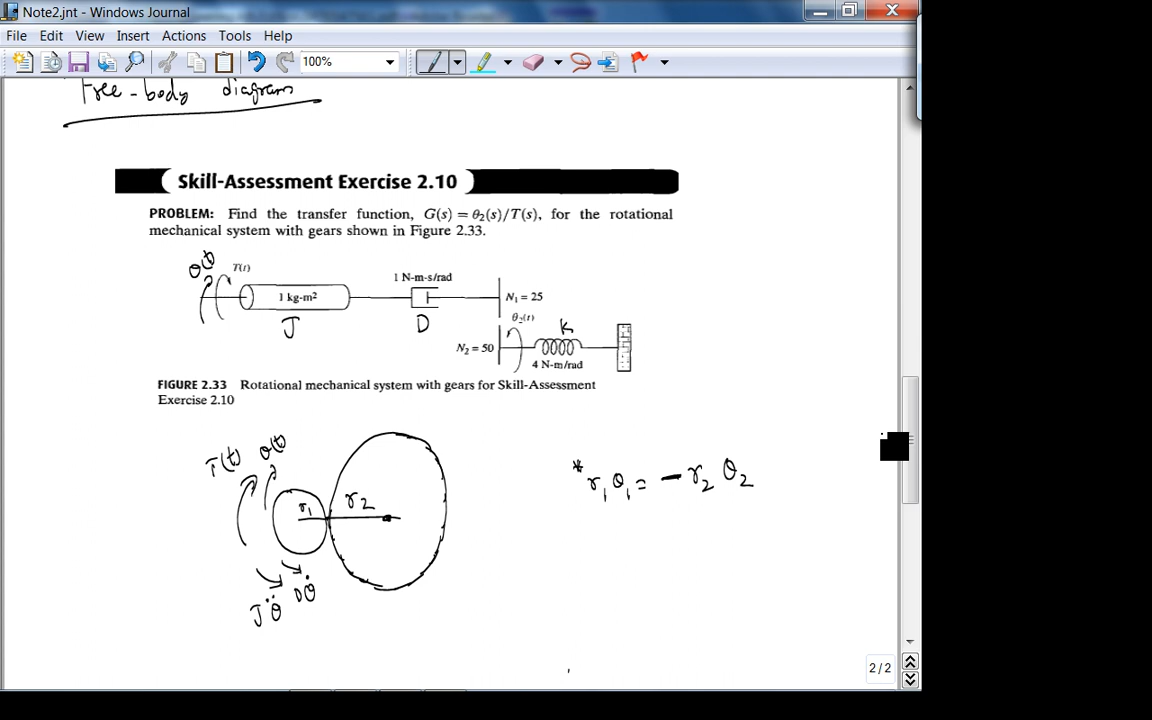 Note2.jnt - Windows Journal
File Edit View Insert Actions Tools Help
100%
Free-body diagrams
Skill-Assessment Exercise 2.10
PROBLEM: Find the transfer function, G(s) = θ₂(s)/T(s), for the rotational
mechanical system with gears shown in Figure 2.33.
θ(t)
T(t)
1 kg-m²
J
1 N-m-s/rad
D
N₁ = 25
θ₂(t)
K
N₂ = 50
4 N-m/rad
FIGURE 2.33 Rotational mechanical system with gears for Skill-Assessment
Exercise 2.10
T(t) θ(t)
r₁ r₂
* r₁θ₁ = - r₂ θ₂
Jθ̈ Dθ̇
2/2